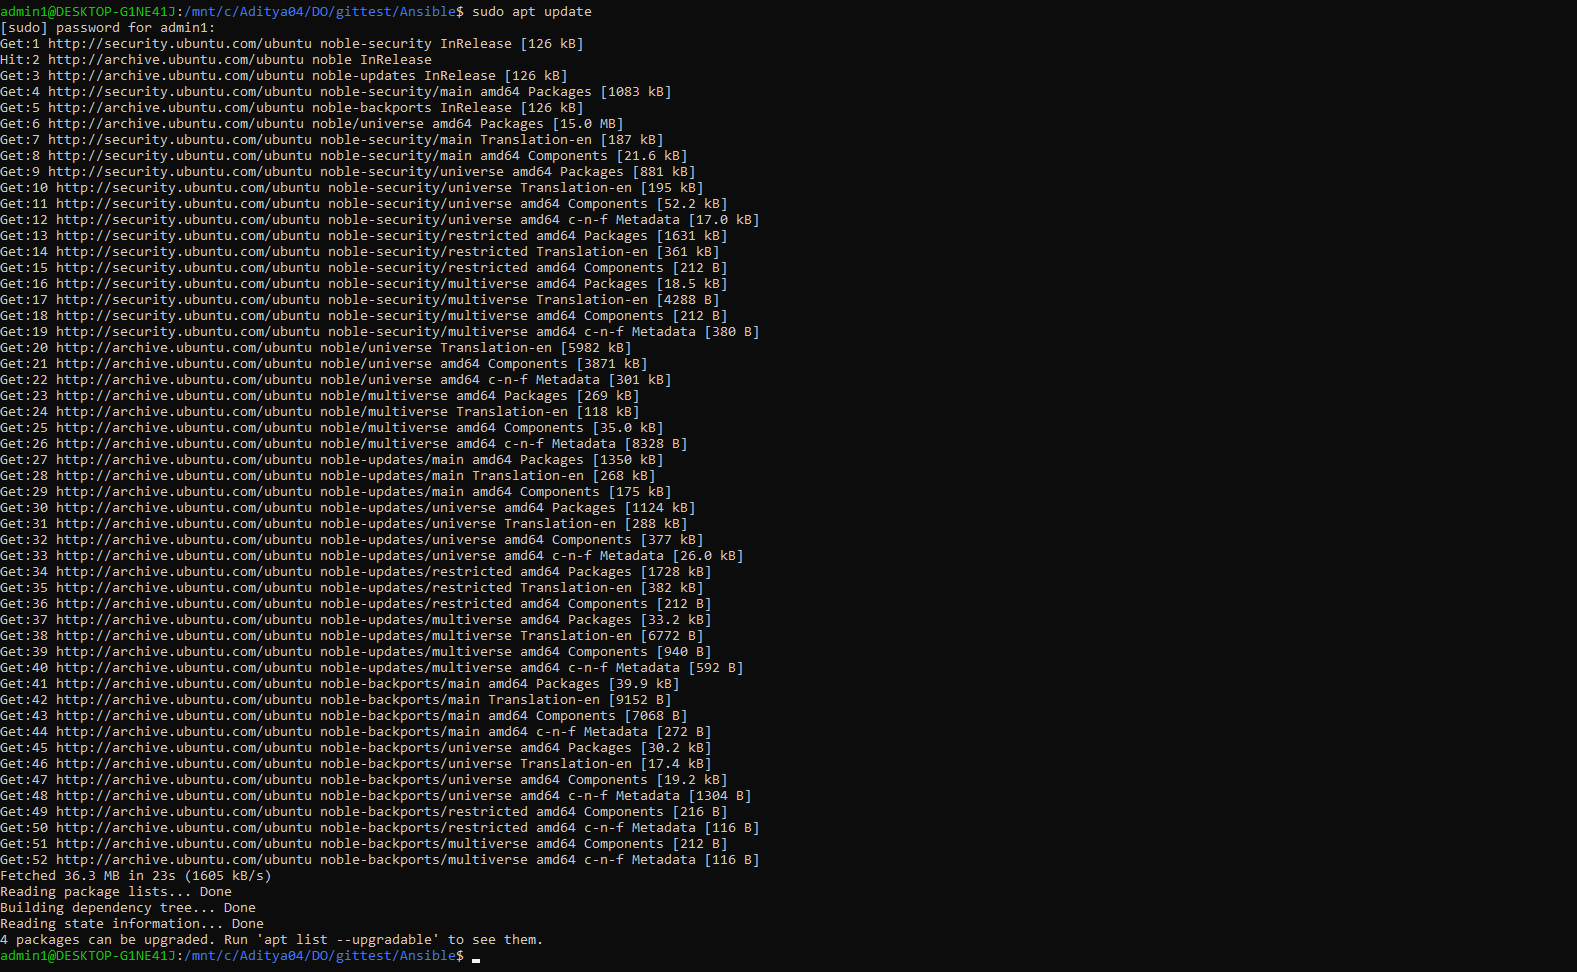 admin1@DESKTOP-G1NE41J:/mnt/c/Aditya04/DO/gittest/Ansible$ sudo apt update
[sudo] password for admin1:
Get:1 http://security.ubuntu.com/ubuntu noble-security InRelease [126 kB]
Hit:2 http://archive.ubuntu.com/ubuntu noble InRelease
Get:3 http://archive.ubuntu.com/ubuntu noble-updates InRelease [126 kB]
Get:4 http://security.ubuntu.com/ubuntu noble-security/main amd64 Packages [1083 kB]
Get:5 http://archive.ubuntu.com/ubuntu noble-backports InRelease [126 kB]
Get:6 http://archive.ubuntu.com/ubuntu noble/universe amd64 Packages [15.0 MB]
Get:7 http://security.ubuntu.com/ubuntu noble-security/main Translation-en [187 kB]
Get:8 http://security.ubuntu.com/ubuntu noble-security/main amd64 Components [21.6 kB]
Get:9 http://security.ubuntu.com/ubuntu noble-security/universe amd64 Packages [881 kB]
Get:10 http://security.ubuntu.com/ubuntu noble-security/universe Translation-en [195 kB]
Get:11 http://security.ubuntu.com/ubuntu noble-security/universe amd64 Components [52.2 kB]
Get:12 http://security.ubuntu.com/ubuntu noble-security/universe amd64 c-n-f Metadata [17.0 kB]
Get:13 http://security.ubuntu.com/ubuntu noble-security/restricted amd64 Packages [1631 kB]
Get:14 http://security.ubuntu.com/ubuntu noble-security/restricted Translation-en [361 kB]
Get:15 http://security.ubuntu.com/ubuntu noble-security/restricted amd64 Components [212 B]
Get:16 http://security.ubuntu.com/ubuntu noble-security/multiverse amd64 Packages [18.5 kB]
Get:17 http://security.ubuntu.com/ubuntu noble-security/multiverse Translation-en [4288 B]
Get:18 http://security.ubuntu.com/ubuntu noble-security/multiverse amd64 Components [212 B]
Get:19 http://security.ubuntu.com/ubuntu noble-security/multiverse amd64 c-n-f Metadata [380 B]
Get:20 http://archive.ubuntu.com/ubuntu noble/universe Translation-en [5982 kB]
Get:21 http://archive.ubuntu.com/ubuntu noble/universe amd64 Components [3871 kB]
Get:22 http://archive.ubuntu.com/ubuntu noble/universe amd64 c-n-f Metadata [301 kB]
Get:23 http://archive.ubuntu.com/ubuntu noble/multiverse amd64 Packages [269 kB]
Get:24 http://archive.ubuntu.com/ubuntu noble/multiverse Translation-en [118 kB]
Get:25 http://archive.ubuntu.com/ubuntu noble/multiverse amd64 Components [35.0 kB]
Get:26 http://archive.ubuntu.com/ubuntu noble/multiverse amd64 c-n-f Metadata [8328 B]
Get:27 http://archive.ubuntu.com/ubuntu noble-updates/main amd64 Packages [1350 kB]
Get:28 http://archive.ubuntu.com/ubuntu noble-updates/main Translation-en [268 kB]
Get:29 http://archive.ubuntu.com/ubuntu noble-updates/main amd64 Components [175 kB]
Get:30 http://archive.ubuntu.com/ubuntu noble-updates/universe amd64 Packages [1124 kB]
Get:31 http://archive.ubuntu.com/ubuntu noble-updates/universe Translation-en [288 kB]
Get:32 http://archive.ubuntu.com/ubuntu noble-updates/universe amd64 Components [377 kB]
Get:33 http://archive.ubuntu.com/ubuntu noble-updates/universe amd64 c-n-f Metadata [26.0 kB]
Get:34 http://archive.ubuntu.com/ubuntu noble-updates/restricted amd64 Packages [1728 kB]
Get:35 http://archive.ubuntu.com/ubuntu noble-updates/restricted Translation-en [382 kB]
Get:36 http://archive.ubuntu.com/ubuntu noble-updates/restricted amd64 Components [212 B]
Get:37 http://archive.ubuntu.com/ubuntu noble-updates/multiverse amd64 Packages [33.2 kB]
Get:38 http://archive.ubuntu.com/ubuntu noble-updates/multiverse Translation-en [6772 B]
Get:39 http://archive.ubuntu.com/ubuntu noble-updates/multiverse amd64 Components [940 B]
Get:40 http://archive.ubuntu.com/ubuntu noble-updates/multiverse amd64 c-n-f Metadata [592 B]
Get:41 http://archive.ubuntu.com/ubuntu noble-backports/main amd64 Packages [39.9 kB]
Get:42 http://archive.ubuntu.com/ubuntu noble-backports/main Translation-en [9152 B]
Get:43 http://archive.ubuntu.com/ubuntu noble-backports/main amd64 Components [7068 B]
Get:44 http://archive.ubuntu.com/ubuntu noble-backports/main amd64 c-n-f Metadata [272 B]
Get:45 http://archive.ubuntu.com/ubuntu noble-backports/universe amd64 Packages [30.2 kB]
Get:46 http://archive.ubuntu.com/ubuntu noble-backports/universe Translation-en [17.4 kB]
Get:47 http://archive.ubuntu.com/ubuntu noble-backports/universe amd64 Components [19.2 kB]
Get:48 http://archive.ubuntu.com/ubuntu noble-backports/universe amd64 c-n-f Metadata [1304 B]
Get:49 http://archive.ubuntu.com/ubuntu noble-backports/restricted amd64 Components [216 B]
Get:50 http://archive.ubuntu.com/ubuntu noble-backports/restricted amd64 c-n-f Metadata [116 B]
Get:51 http://archive.ubuntu.com/ubuntu noble-backports/multiverse amd64 Components [212 B]
Get:52 http://archive.ubuntu.com/ubuntu noble-backports/multiverse amd64 c-n-f Metadata [116 B]
Fetched 36.3 MB in 23s (1605 kB/s)
Reading package lists... Done
Building dependency tree... Done
Reading state information... Done
4 packages can be upgraded. Run 'apt list --upgradable' to see them.
admin1@DESKTOP-G1NE41J:/mnt/c/Aditya04/DO/gittest/Ansible$